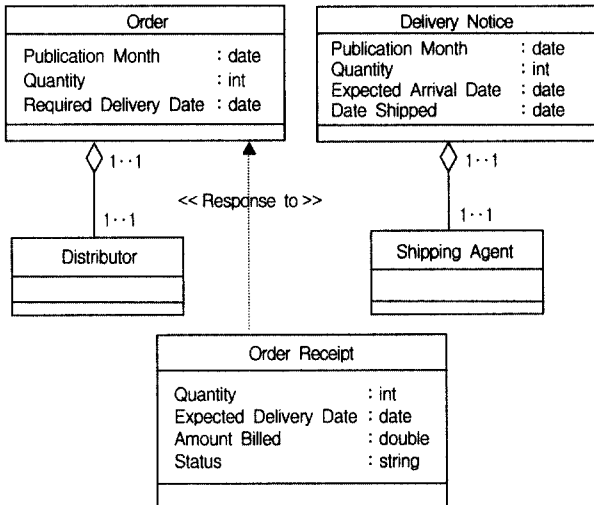 Order
Publication Month : date
Quantity : int
Required Delivery Date : date
1··1
1··1
Distributor
Delivery Notice
Publication Month : date
Quantity : int
Expected Arrival Date : date
Date Shipped : date
1··1
1··1
Shipping Agent
<< Response to >>
Order Receipt
Quantity : int
Expected Delivery Date : date
Amount Billed : double
Status : string